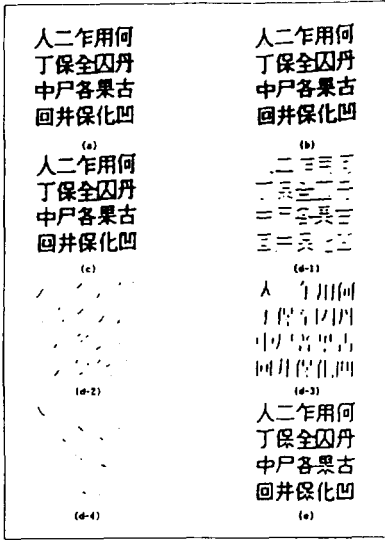 人二乍用何
丁保全囚丹
中尸各果古
回井保化凹
(a)
人二乍用何
丁保全囚丹
中尸各果古
回井保化凹
(b)
人二乍用何
丁保全囚丹
中尸各果古
回井保化凹
(c)
(d-1)
(d-2)
(d-3)
(d-4)
人二乍用何
丁保全囚丹
中尸各果古
回井保化凹
(e)